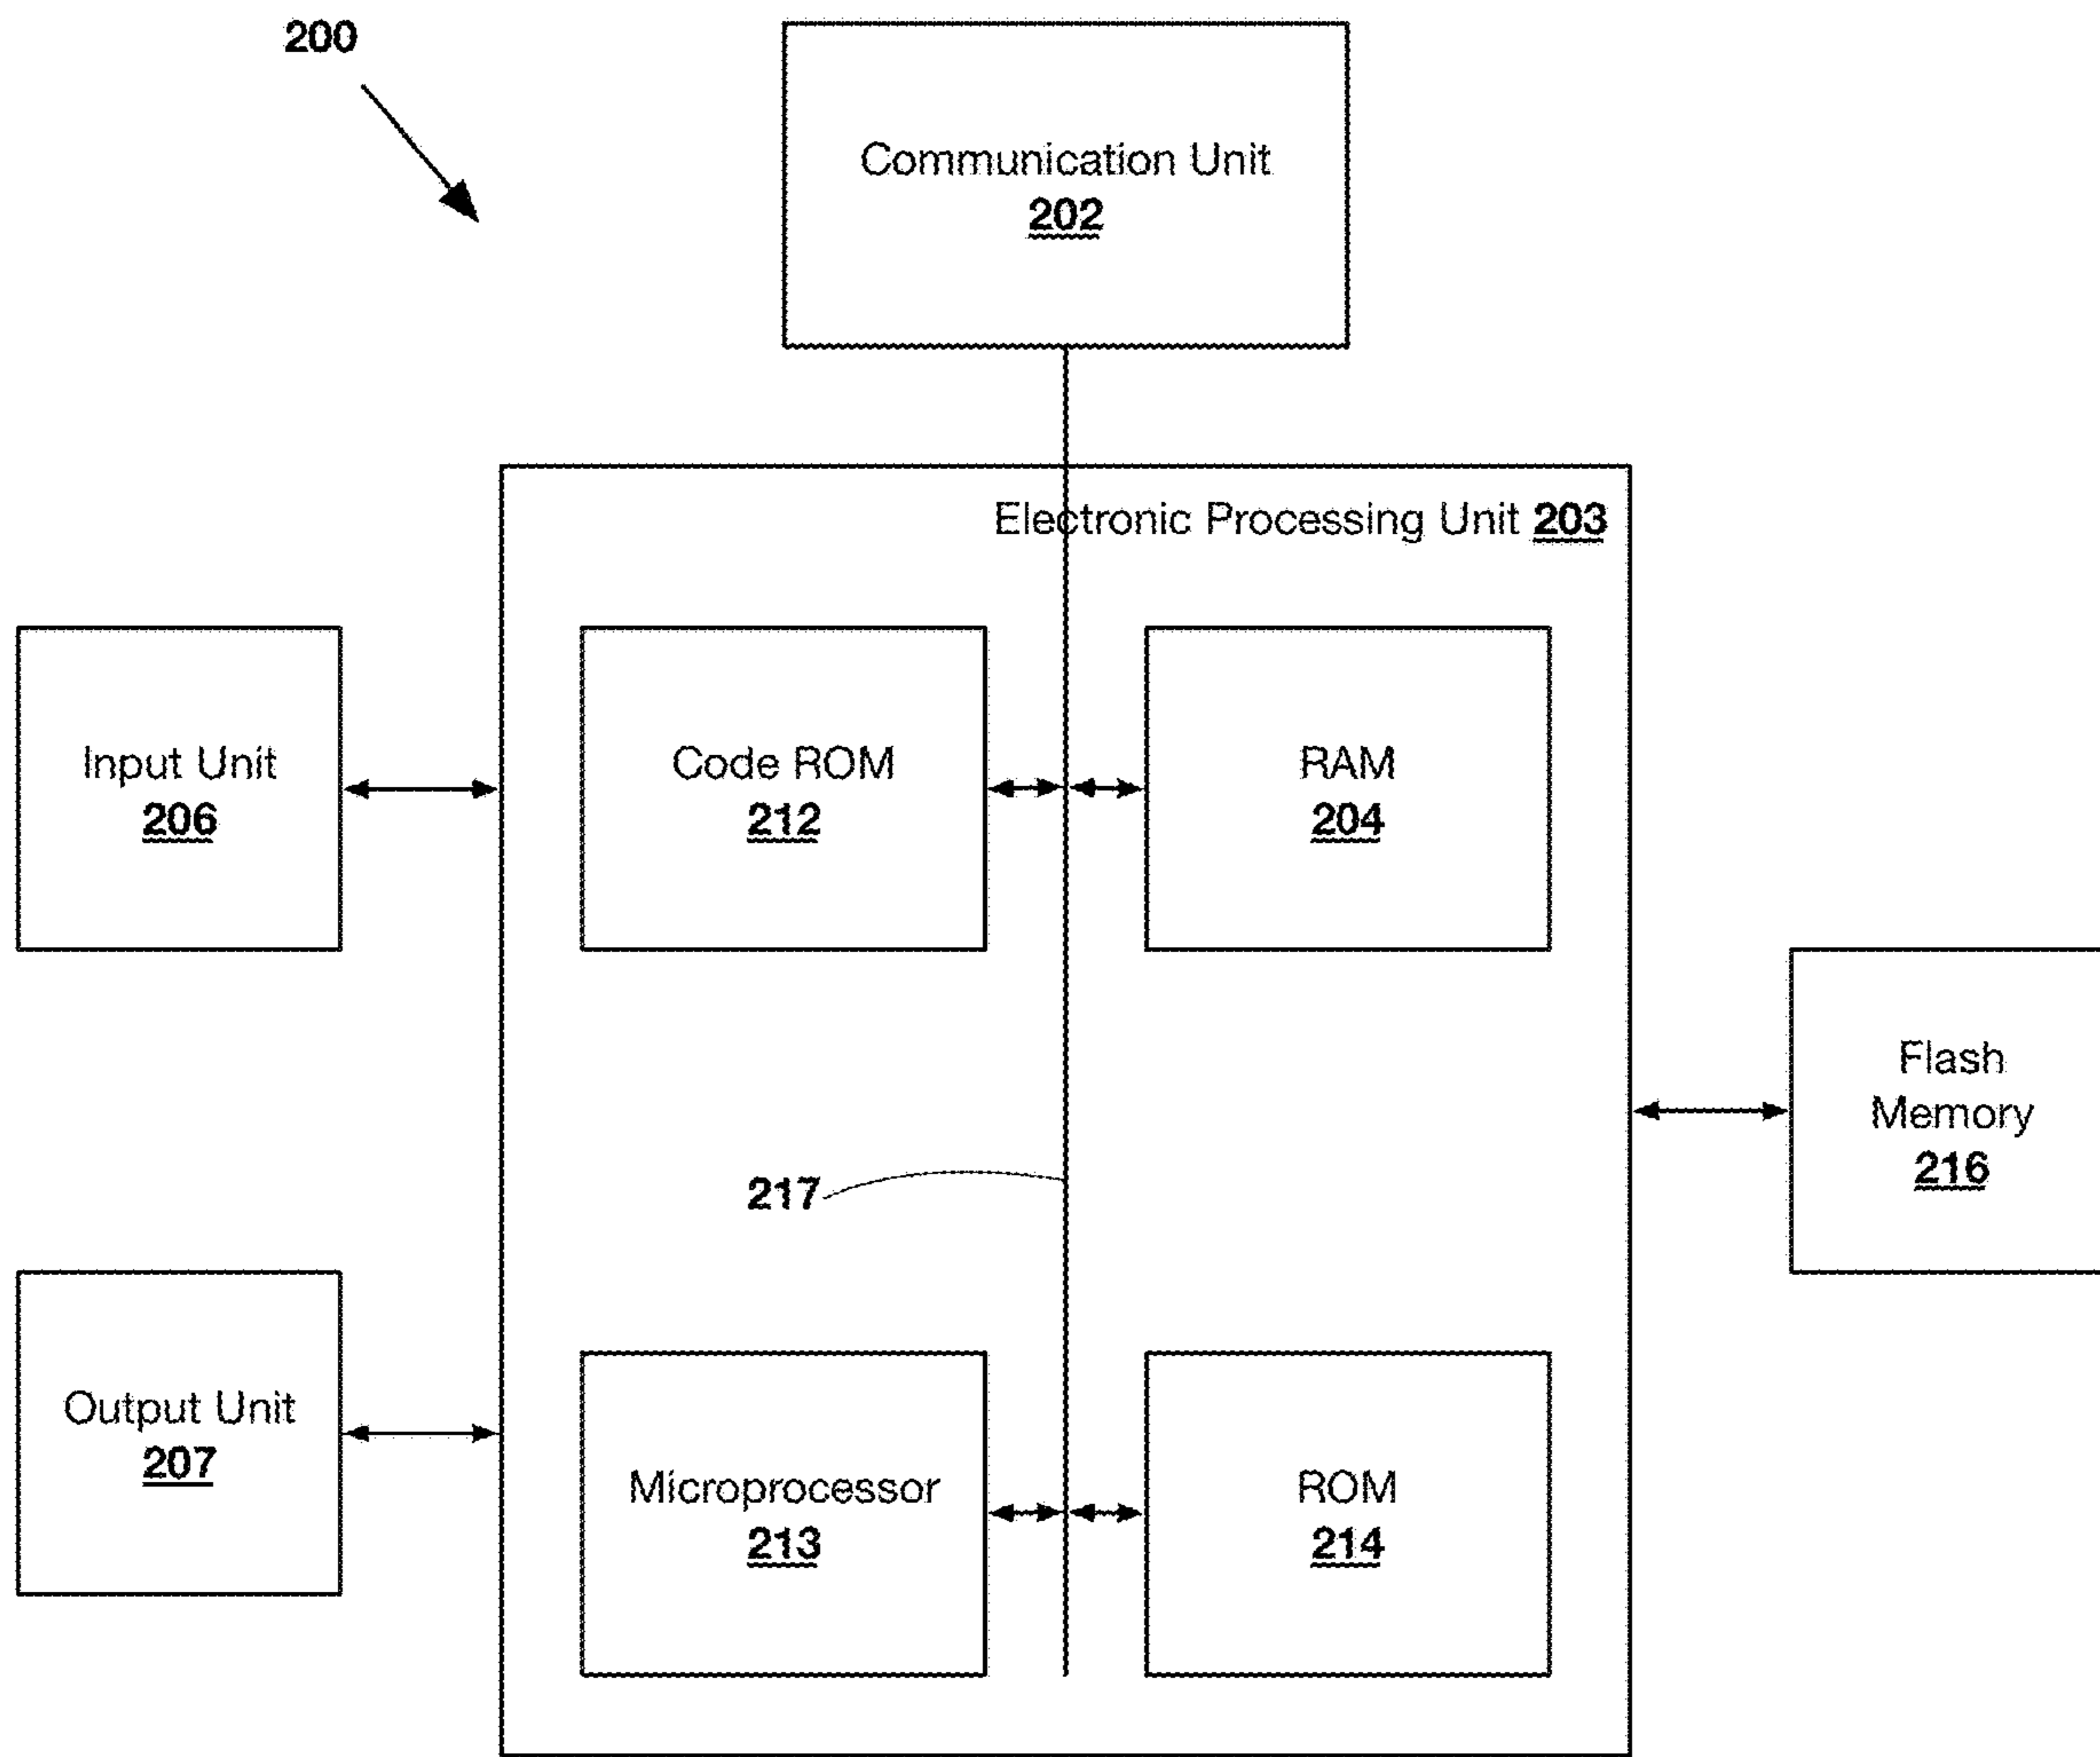 200
Communication Unit
202
Electronic Processing Unit 203
Input Unit
206
Code ROM
212
RAM
204
Flash
Memory
216
217
Output Unit
207
Microprocessor
213
ROM
214